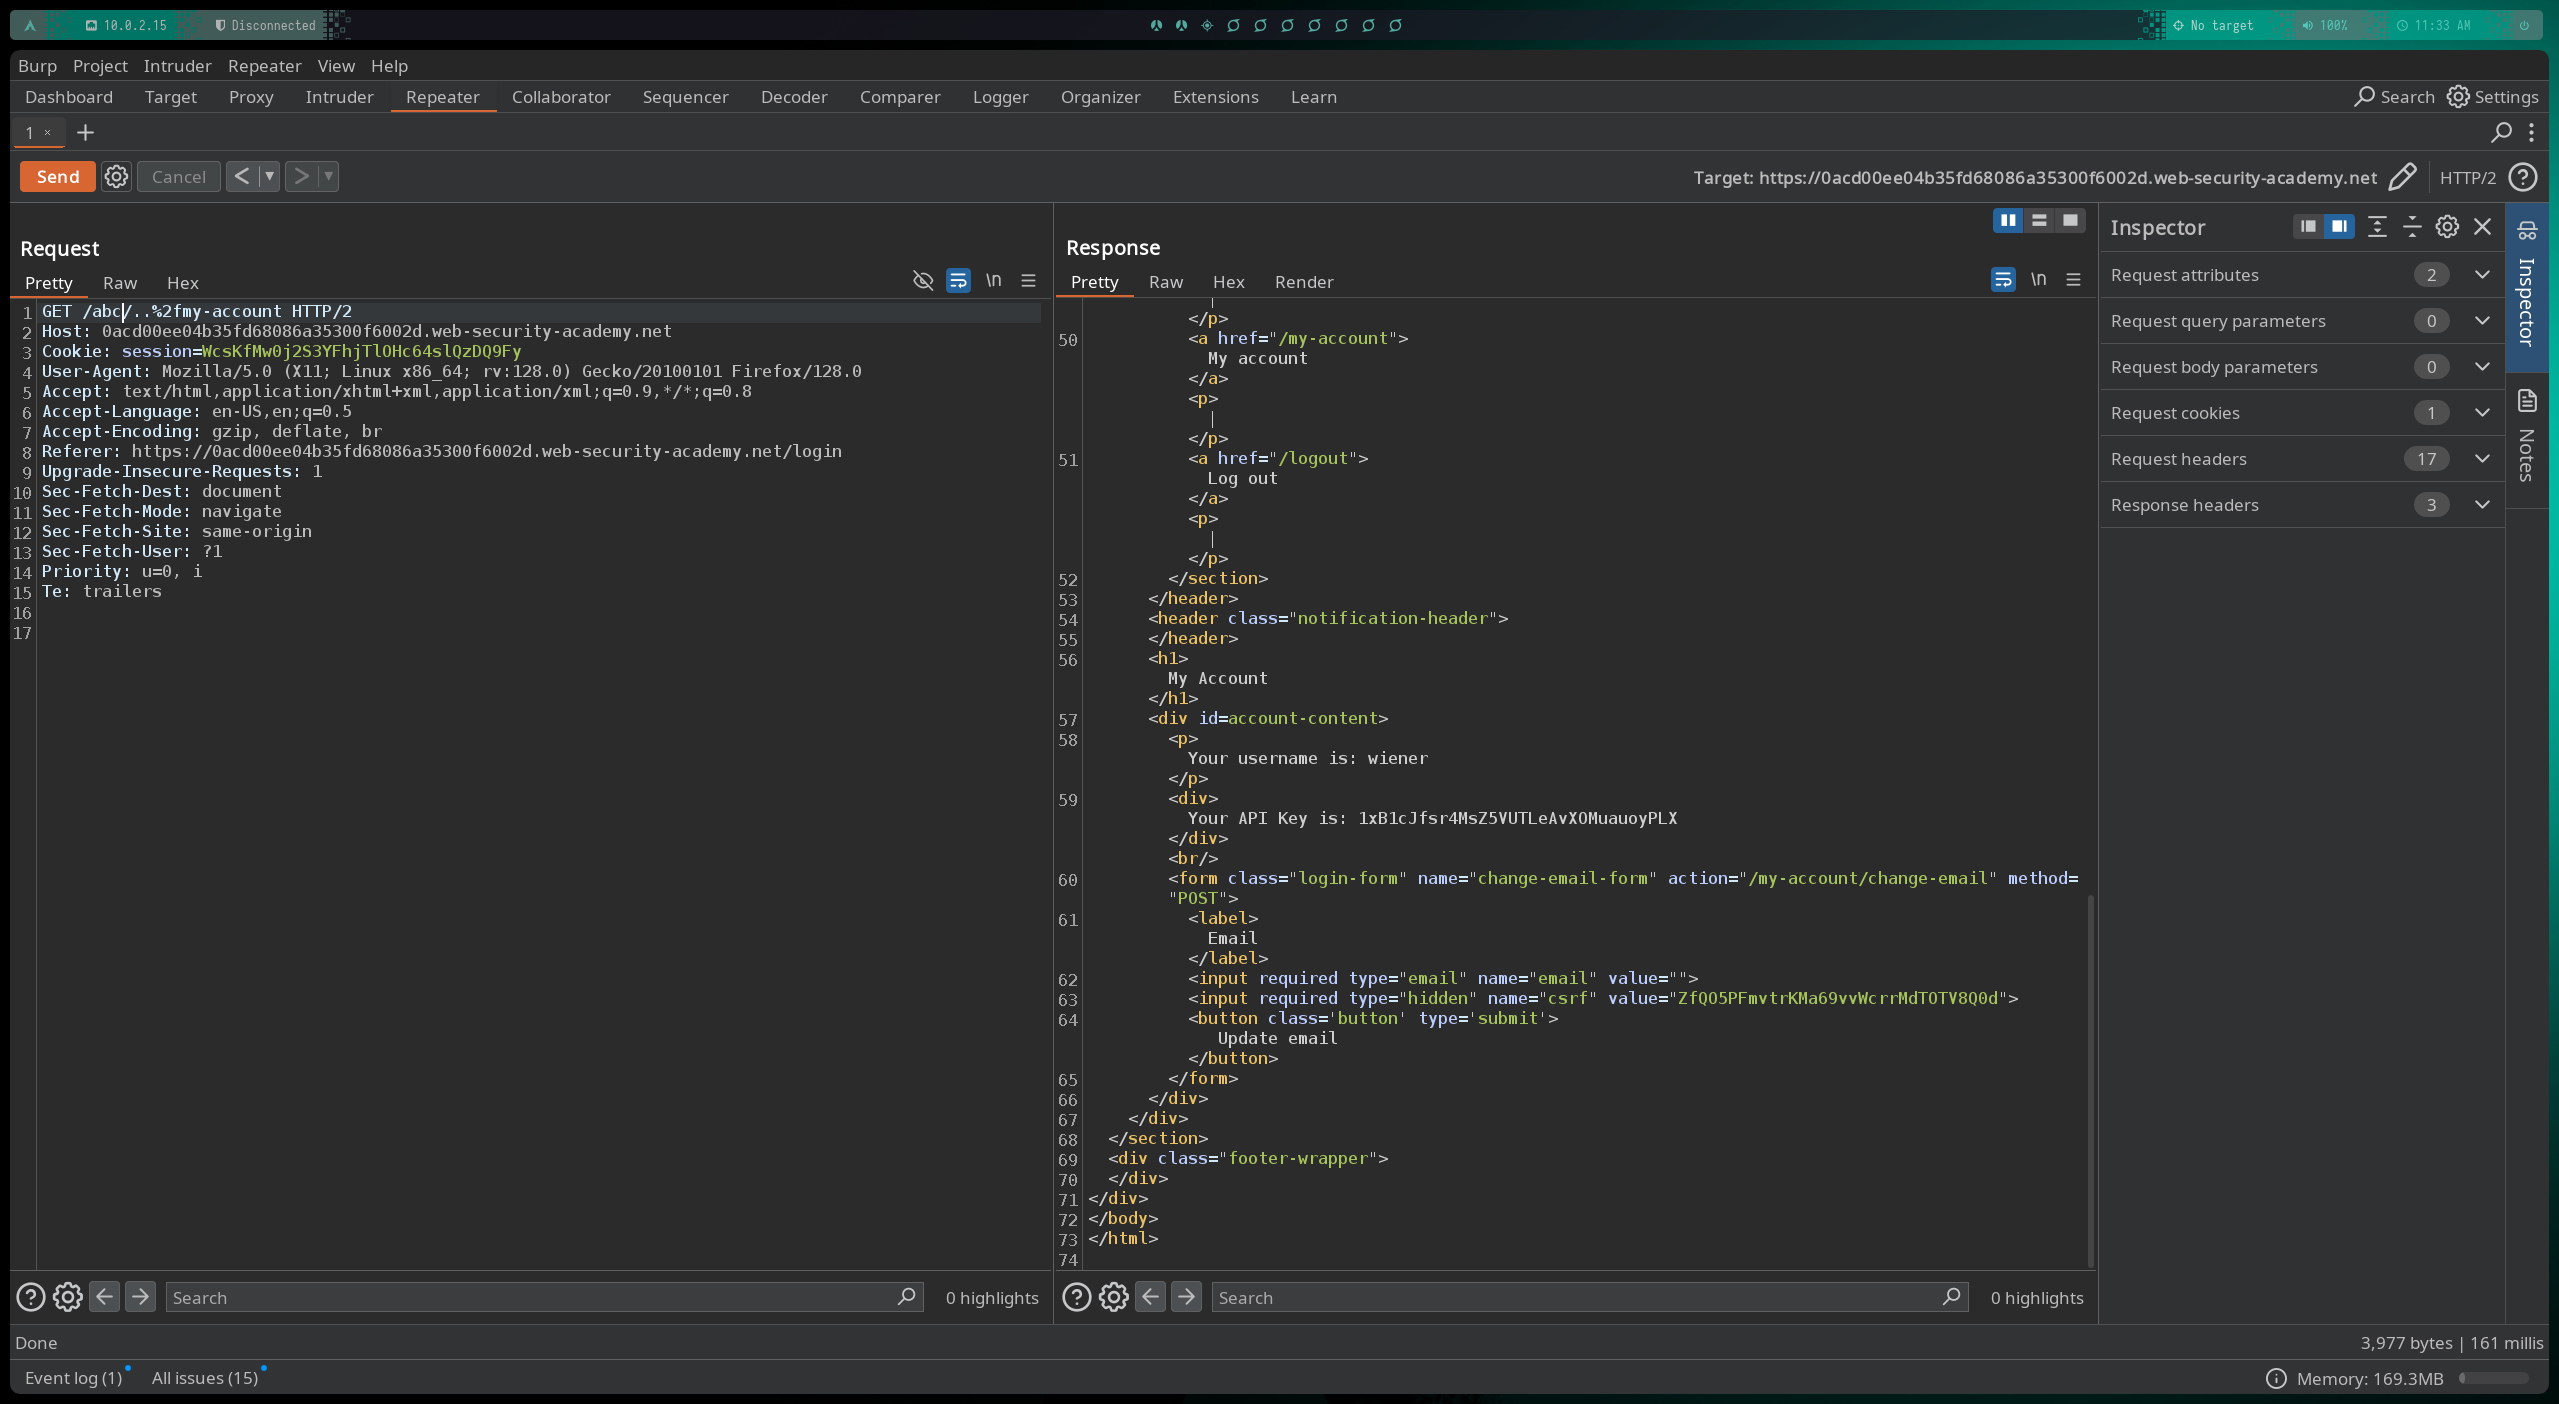 10.0.2.15 Disconnected No target 100% 11:33 AM
Burp Project Intruder Repeater View Help
Dashboard Target Proxy Intruder Repeater Collaborator Sequencer Decoder Comparer Logger Organizer Extensions Learn Search Settings
1 × +
Send Cancel < > Target: https://0acd00ee04b35fd68086a35300f6002d.web-security-academy.net HTTP/2
Request
Pretty Raw Hex \n
1 GET /abc/..%2fmy-account HTTP/2
2 Host: 0acd00ee04b35fd68086a35300f6002d.web-security-academy.net
3 Cookie: session=WcsKfMw0j2S3YFhjTlOHc64slQzDQ9Fy
4 User-Agent: Mozilla/5.0 (X11; Linux x86_64; rv:128.0) Gecko/20100101 Firefox/128.0
5 Accept: text/html,application/xhtml+xml,application/xml;q=0.9,*/*;q=0.8
6 Accept-Language: en-US,en;q=0.5
7 Accept-Encoding: gzip, deflate, br
8 Referer: https://0acd00ee04b35fd68086a35300f6002d.web-security-academy.net/login
9 Upgrade-Insecure-Requests: 1
10 Sec-Fetch-Dest: document
11 Sec-Fetch-Mode: navigate
12 Sec-Fetch-Site: same-origin
13 Sec-Fetch-User: ?1
14 Priority: u=0, i
15 Te: trailers
16
17
Search 0 highlights
Response
Pretty Raw Hex Render \n
|
</p>
50 <a href="/my-account">
My account
</a>
<p>
|
</p>
51 <a href="/logout">
Log out
</a>
<p>
|
</p>
52 </section>
53 </header>
54 <header class="notification-header">
55 </header>
56 <h1>
My Account
</h1>
57 <div id=account-content>
58 <p>
Your username is: wiener
</p>
59 <div>
Your API Key is: 1xB1cJfsr4MsZ5VUTLeAvXOMuauoyPLX
</div>
<br/>
60 <form class="login-form" name="change-email-form" action="/my-account/change-email" method=
"POST">
61 <label>
Email
</label>
62 <input required type="email" name="email" value="">
63 <input required type="hidden" name="csrf" value="ZfQO5PFmvtrKMa69vvWcrrMdTOTV8Q0d">
64 <button class='button' type='submit'>
Update email
</button>
65 </form>
66 </div>
67 </div>
68 </section>
69 <div class="footer-wrapper">
70 </div>
71 </div>
72 </body>
73 </html>
74
Search 0 highlights
Inspector
Request attributes 2
Request query parameters 0
Request body parameters 0
Request cookies 1
Request headers 17
Response headers 3
Inspector
Notes
Done 3,977 bytes | 161 millis
Event log (1) All issues (15) Memory: 169.3MB